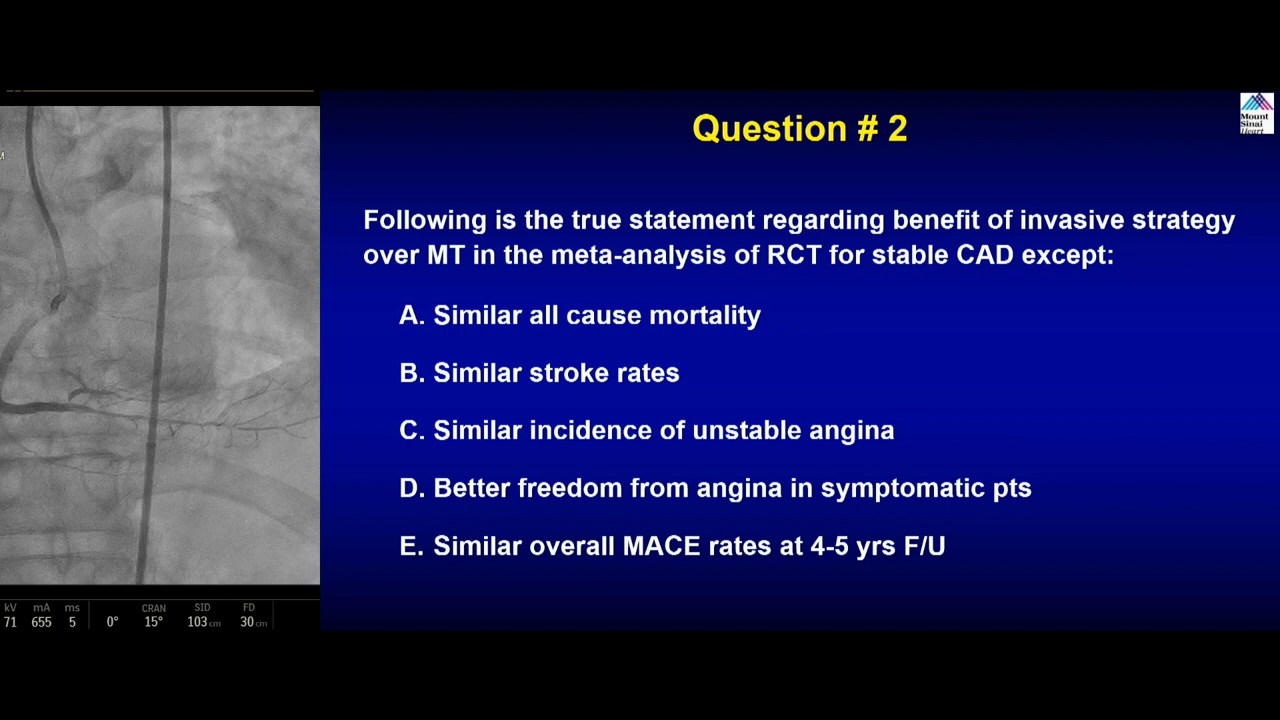 Question # 2
Mount
Sinai
Heart
M
Following is the true statement regarding benefit of invasive strategy
over MT in the meta-analysis of RCT for stable CAD except:
A. Similar all cause mortality
B. Similar stroke rates
C. Similar incidence of unstable angina
D. Better freedom from angina in symptomatic pts
E. Similar overall MACE rates at 4-5 yrs F/U
kV mA ms CRAN SID FD
71 655 5 0° 15° 103 cm 30 cm